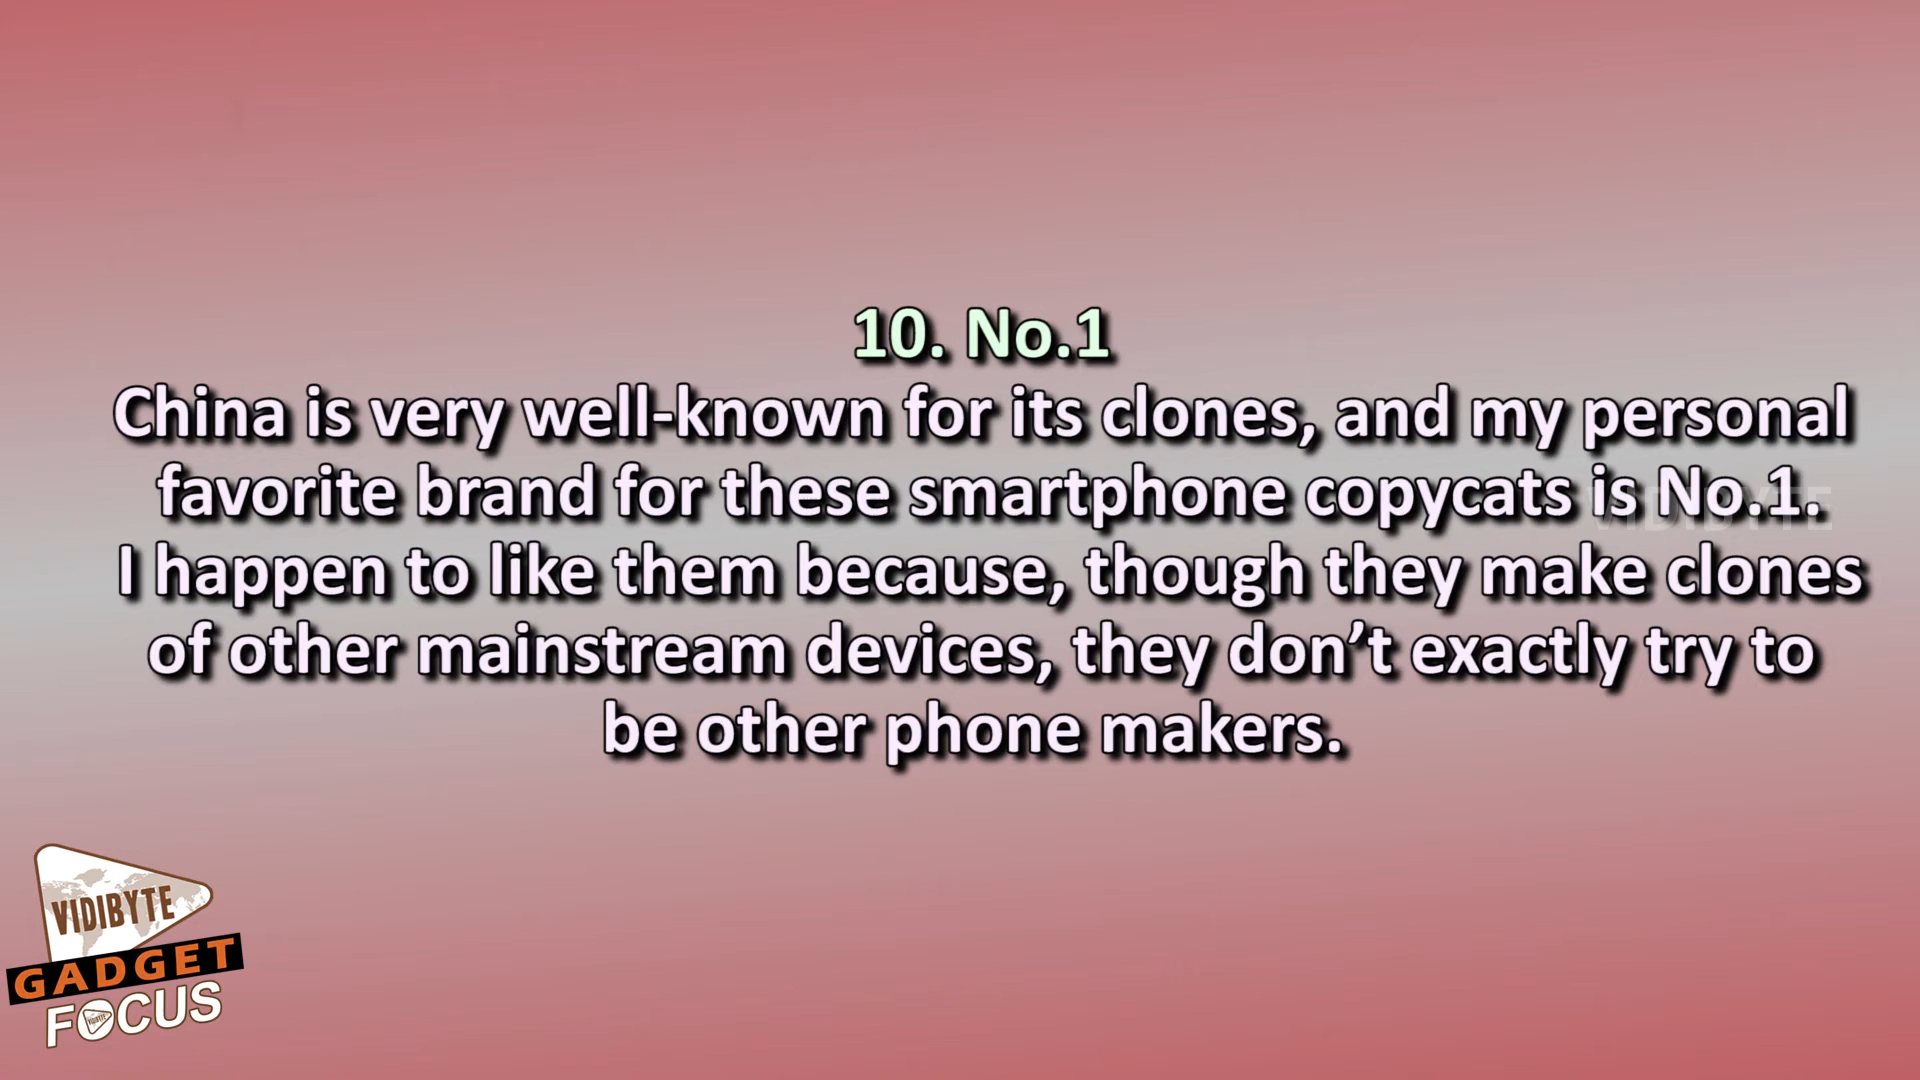 10. No.1
China is very well-known for its clones, and my personal
favorite brand for these smartphone copycats is No.1.
I happen to like them because, though they make clones
of other mainstream devices, they don’t exactly try to
be other phone makers.
VIDIBYTE
VIDIBYTE
GADGET
FOCUS